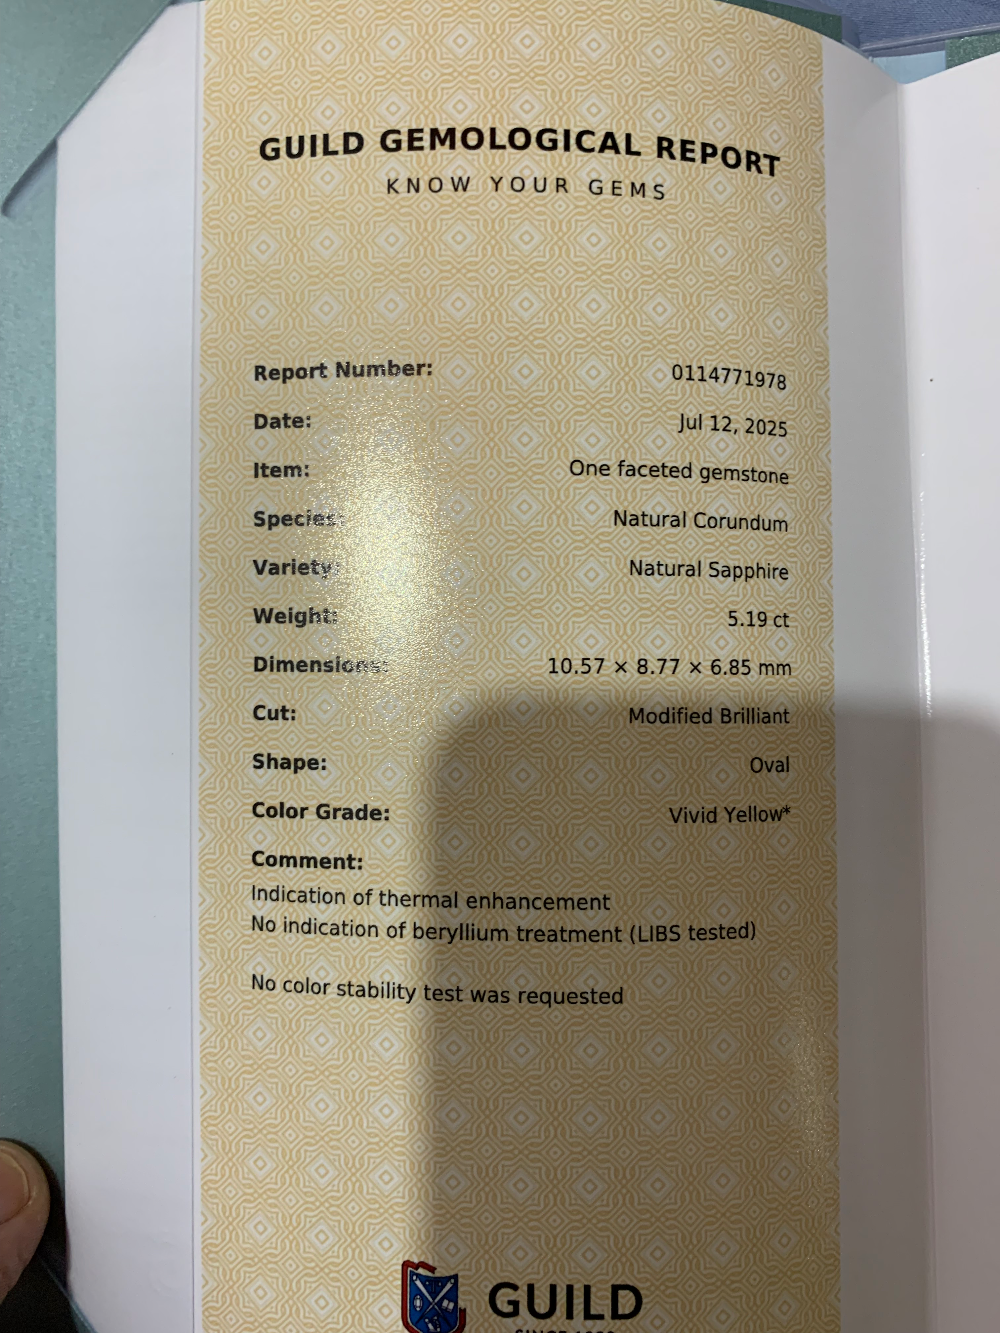 GUILD GEMOLOGICAL REPORT
KNOW YOUR GEMS
Report Number: 0114771978
Date: Jul 12, 2025
Item: One faceted gemstone
Species: Natural Corundum
Variety: Natural Sapphire
Weight: 5.19 ct
Dimensions: 10.57 × 8.77 × 6.85 mm
Cut: Modified Brilliant
Shape: Oval
Color Grade: Vivid Yellow*
Comment:
Indication of thermal enhancement
No indication of beryllium treatment (LIBS tested)
No color stability test was requested
GUILD
SINCE